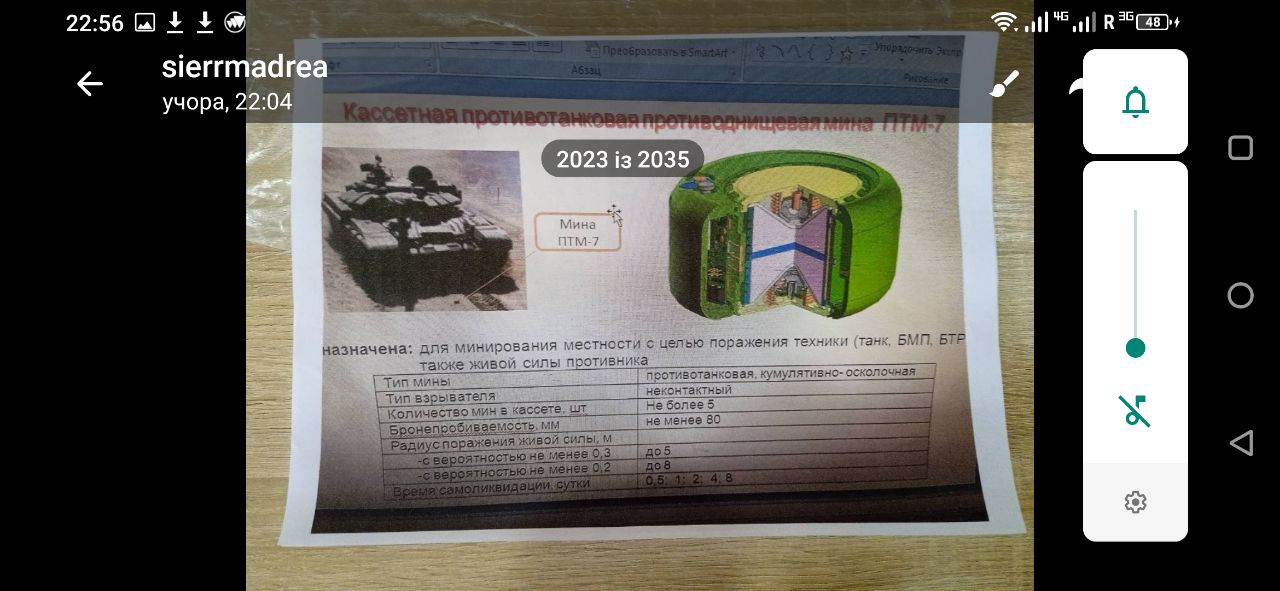 22:56
4G
R
3G
48
sierrmadrea
учора, 22:04
Преобразовать в SmartArt
Упорядочить Экспр
Абзац
Рисование
Кассетная противотанковая противоднищевая мина ПТМ-7
2023 із 2035
Мина
ПТМ-7
назначена: для минирования местности с целью поражения техники (танк, БМП, БТР
также живой силы противника
Тип мины противотанковая, кумулятивно- осколочная
Тип взрывателя неконтактный
Количество мин в кассете, шт Не более 5
Бронепробиваемость, мм не менее 80
Радиус поражения живой силы, м
-с вероятностью не менее 0,3 до 5
-с вероятностью не менее 0,2 до 8
Время самоликвидации, сутки 0,5; 1; 2; 4; 8